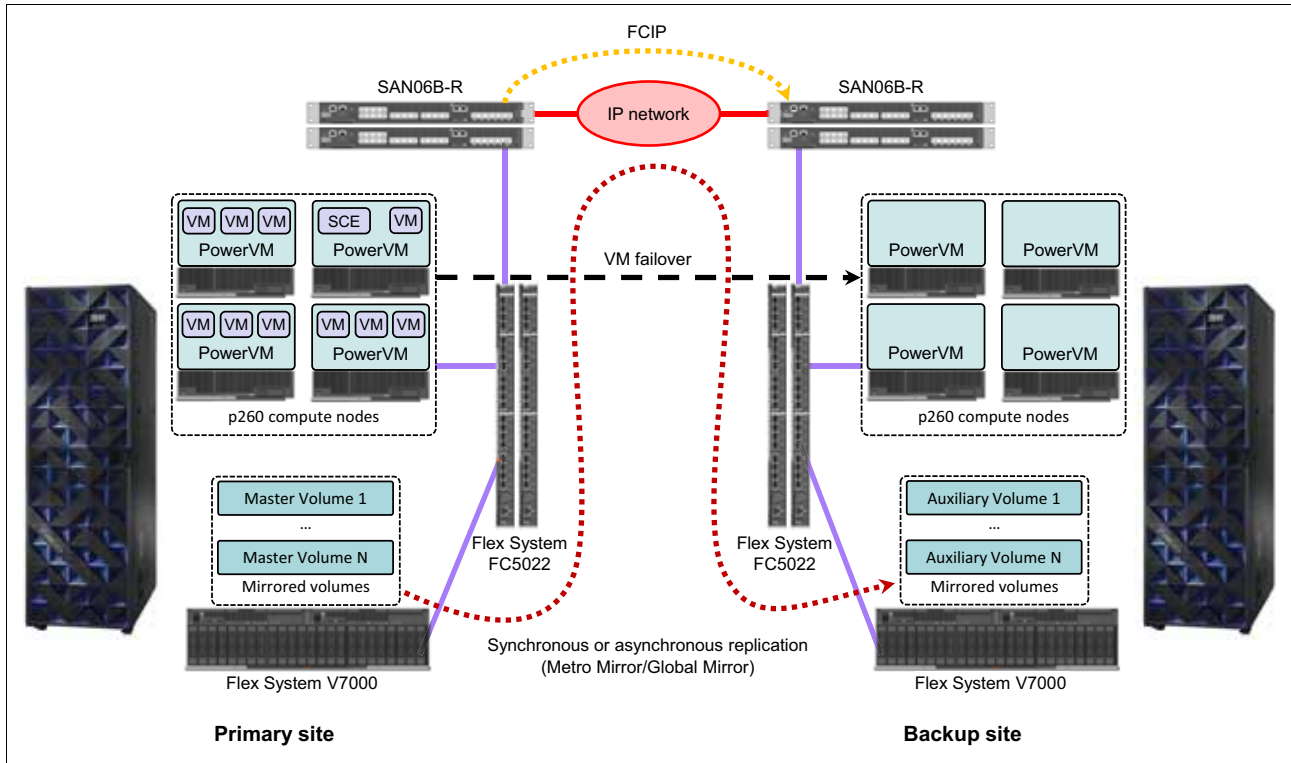 FCIP
SAN06B-R
SAN06B-R
IP network
VM VM VM
PowerVM
SCE VM
PowerVM
VM VM VM
PowerVM
VM VM VM
PowerVM
p260 compute nodes
VM failover
PowerVM
PowerVM
PowerVM
PowerVM
p260 compute nodes
Master Volume 1
...
Master Volume N
Mirrored volumes
Flex System
FC5022
Flex System
FC5022
Auxiliary Volume 1
...
Auxiliary Volume N
Mirrored volumes
Synchronous or asynchronous replication
(Metro Mirror/Global Mirror)
Flex System V7000
Flex System V7000
Primary site
Backup site